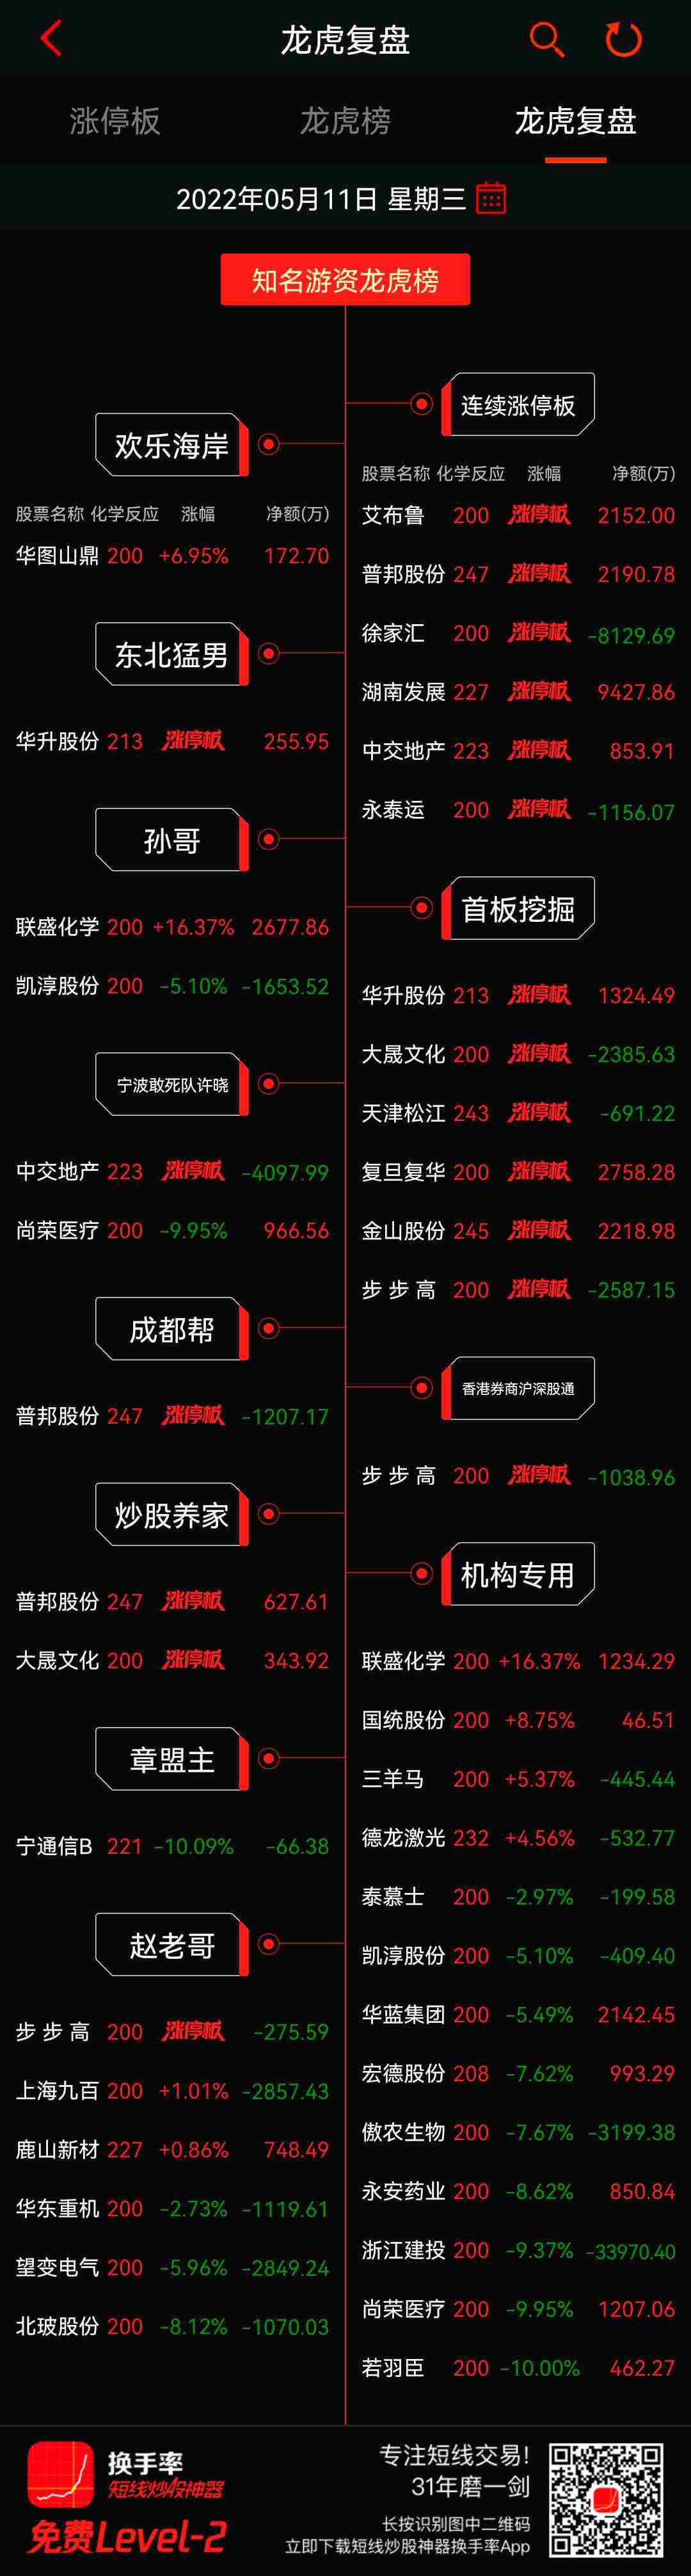 龙虎复盘
涨停板 龙虎榜 龙虎复盘
2022年05月11日 星期三
知名游资龙虎榜
欢乐海岸
股票名称 化学反应 涨幅 净额(万)
华图山鼎 200 +6.95% 172.70
东北猛男
华升股份 213 涨停板 255.95
孙哥
联盛化学 200 +16.37% 2677.86
凯淳股份 200 -5.10% -1653.52
宁波敢死队许晓
中交地产 223 涨停板 -4097.99
尚荣医疗 200 -9.95% 966.56
成都帮
普邦股份 247 涨停板 -1207.17
炒股养家
普邦股份 247 涨停板 627.61
大晟文化 200 涨停板 343.92
章盟主
宁通信B 221 -10.09% -66.38
赵老哥
步步高 200 涨停板 -275.59
上海九百 200 +1.01% -2857.43
鹿山新材 227 +0.86% 748.49
华东重机 200 -2.73% -1119.61
望变电气 200 -5.96% -2849.24
北玻股份 200 -8.12% -1070.03
连续涨停板
股票名称 化学反应 涨幅 净额(万)
艾布鲁 200 涨停板 2152.00
普邦股份 247 涨停板 2190.78
徐家汇 200 涨停板 -8129.69
湖南发展 227 涨停板 9427.86
中交地产 223 涨停板 853.91
永泰运 200 涨停板 -1156.07
首板挖掘
华升股份 213 涨停板 1324.49
大晟文化 200 涨停板 -2385.63
天津松江 243 涨停板 -691.22
复旦复华 200 涨停板 2758.28
金山股份 245 涨停板 2218.98
步步高 200 涨停板 -2587.15
香港券商沪深股通
步步高 200 涨停板 -1038.96
机构专用
联盛化学 200 +16.37% 1234.29
国统股份 200 +8.75% 46.51
三羊马 200 +5.37% -445.44
德龙激光 232 +4.56% -532.77
泰慕士 200 -2.97% -199.58
凯淳股份 200 -5.10% -409.40
华蓝集团 200 -5.49% 2142.45
宏德股份 208 -7.62% 993.29
傲农生物 200 -7.67% -3199.38
永安药业 200 -8.62% 850.84
浙江建投 200 -9.37% -33970.40
尚荣医疗 200 -9.95% 1207.06
若羽臣 200 -10.00% 462.27
换手率
短线炒股神器
免费Level-2
专注短线交易!
31年磨一剑
长按识别图中二维码
立即下载短线炒股神器换手率App